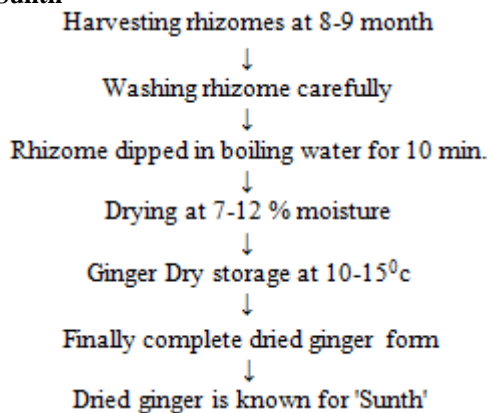 Harvesting rhizomes at 8-9 month
↓
Washing rhizome carefully
↓
Rhizome dipped in boiling water for 10 min.
↓
Drying at 7-12 % moisture
↓
Ginger Dry storage at 10-15⁰c
↓
Finally complete dried ginger form
↓
Dried ginger is known for 'Sunth'